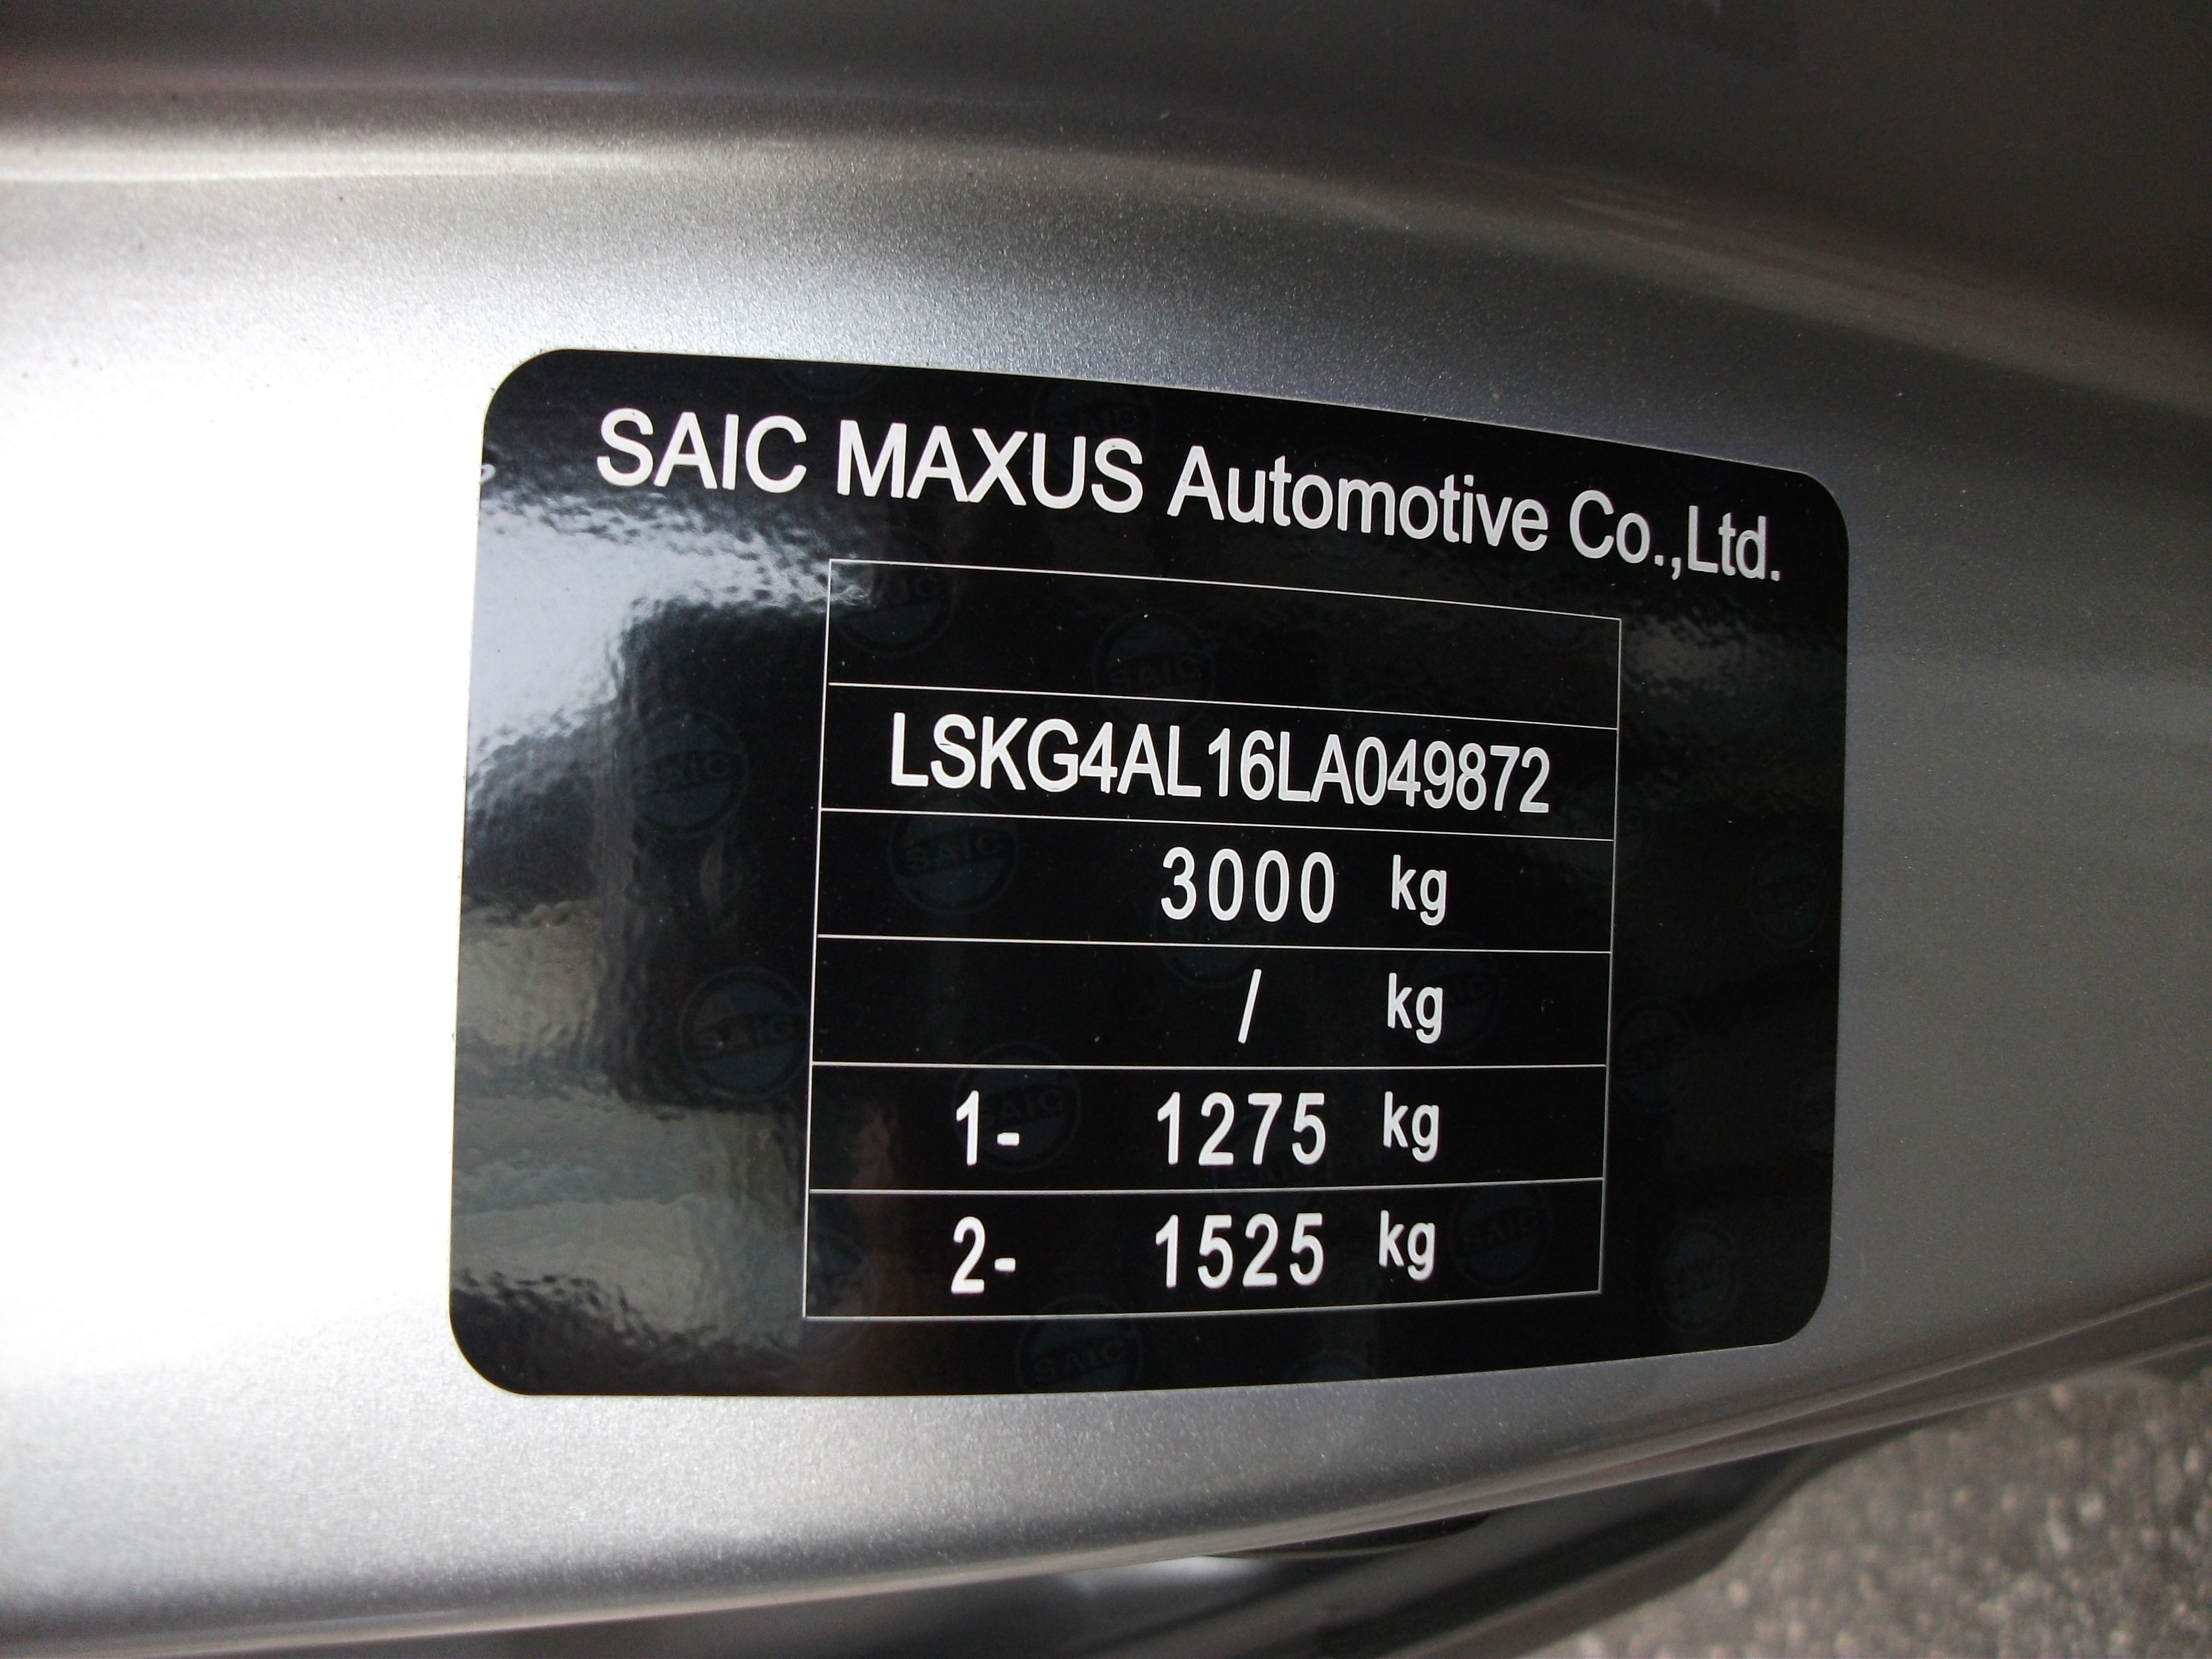 SAIC MAXUS Automotive Co.,Ltd.
LSKG4AL16LA049872
3000 kg
/ kg
1- 1275 kg
2- 1525 kg